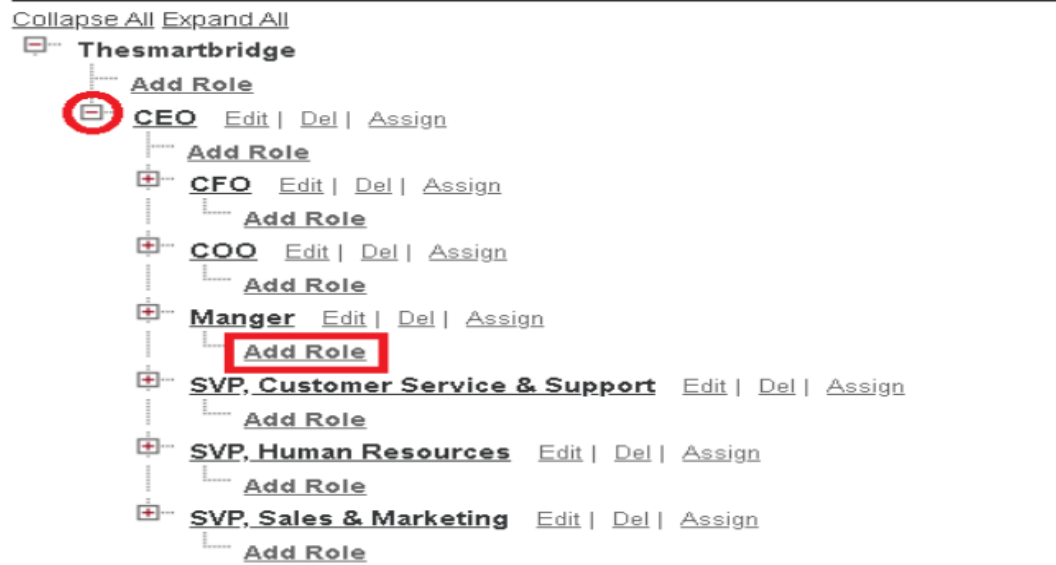 Collapse All Expand All
Thesmartbridge
Add Role
CEO Edit | Del | Assign
Add Role
CFO Edit | Del | Assign
Add Role
COO Edit | Del | Assign
Add Role
Manger Edit | Del | Assign
Add Role
SVP, Customer Service & Support Edit | Del | Assign
Add Role
SVP, Human Resources Edit | Del | Assign
Add Role
SVP, Sales & Marketing Edit | Del | Assign
Add Role